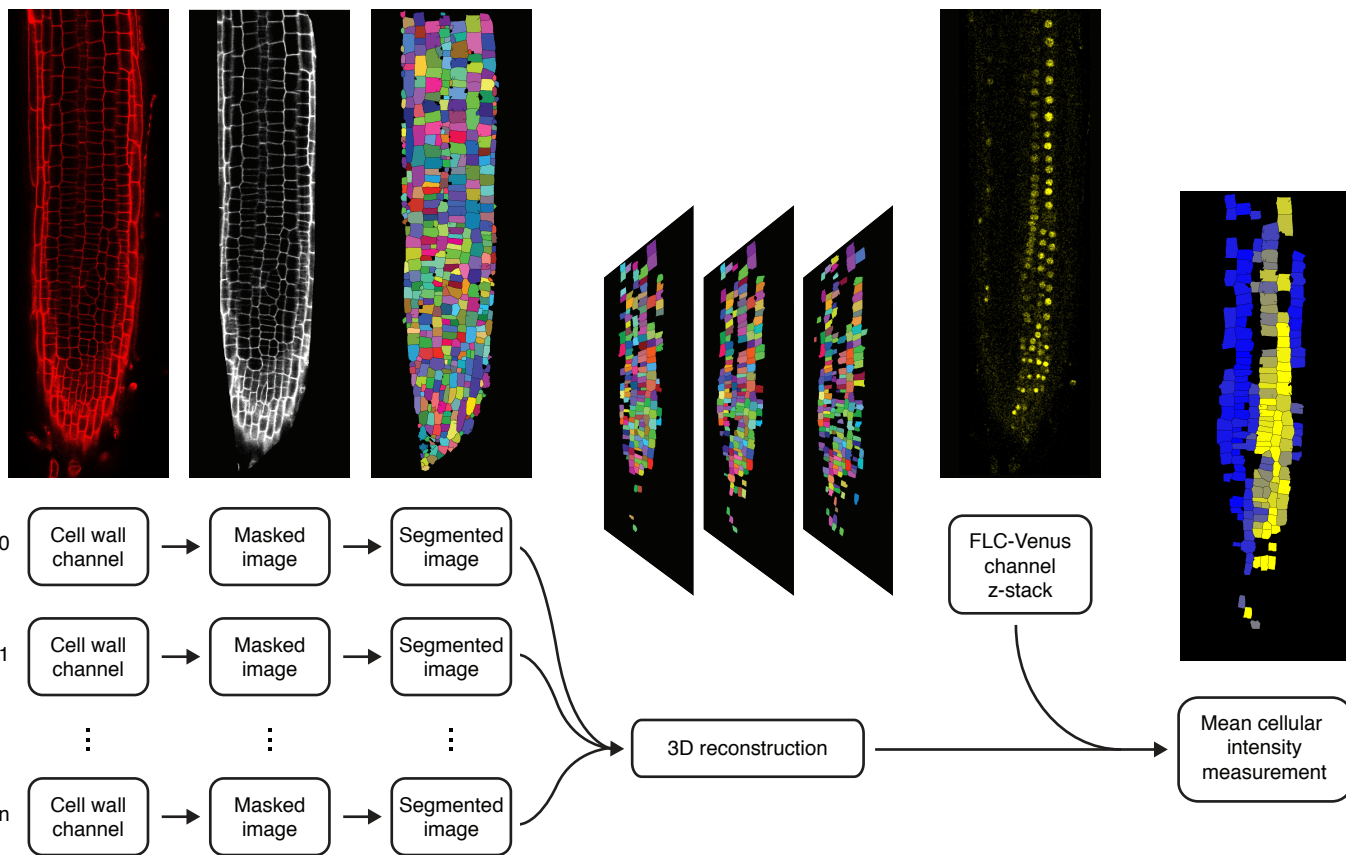 0
Cell wall
channel
Masked
image
Segmented
image
FLC-Venus
channel
z-stack
1
Cell wall
channel
Masked
image
Segmented
image
3D reconstruction
Mean cellular
intensity
measurement
n
Cell wall
channel
Masked
image
Segmented
image